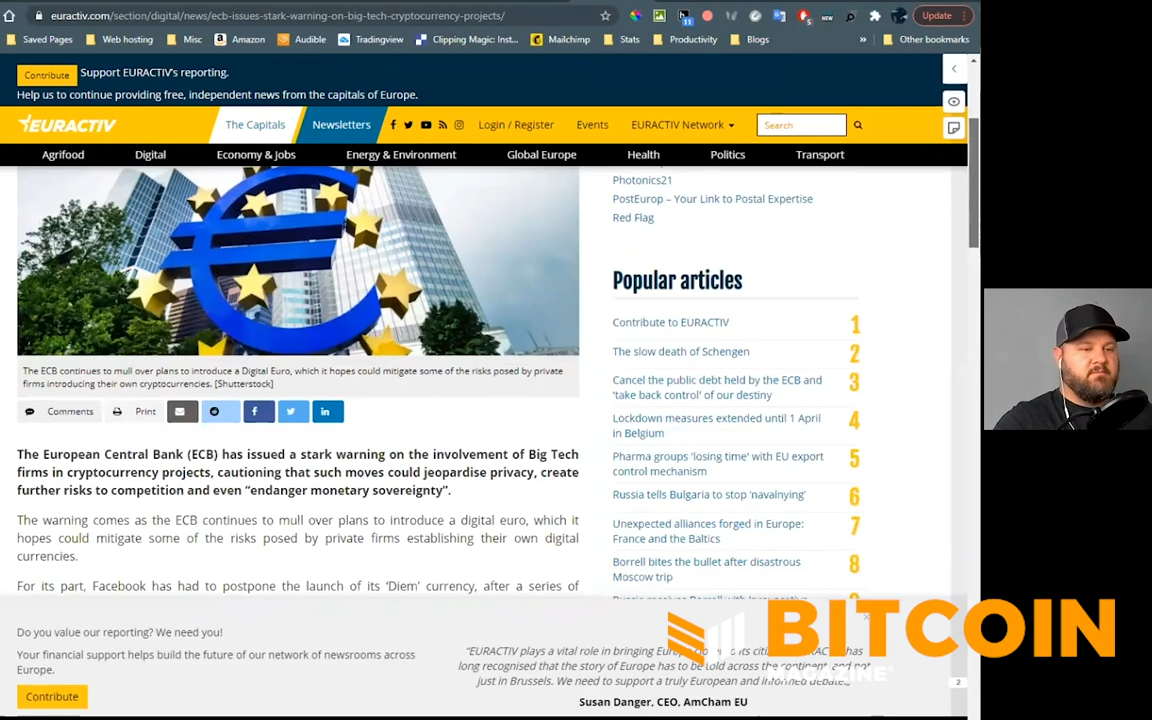 euractiv.com/section/digital/news/ecb-issues-stark-warning-on-big-tech-cryptocurrency-projects/
11
NEW
Update
Saved Pages
Web hosting
Misc
Amazon
Audible
Tradingview
Clipping Magic: Inst...
Mailchimp
Stats
Productivity
Blogs
»
Other bookmarks
Contribute
Support EURACTIV's reporting.
Help us to continue providing free, independent news from the capitals of Europe.
EURACTIV
The Capitals
Newsletters
Login / Register
Events
EURACTIV Network
Search
Agrifood
Digital
Economy & Jobs
Energy & Environment
Global Europe
Health
Politics
Transport
The ECB continues to mull over plans to introduce a Digital Euro, which it hopes could mitigate some of the risks posed by private
firms introducing their own cryptocurrencies. [Shutterstock]
Comments
Print
The European Central Bank (ECB) has issued a stark warning on the involvement of Big Tech
firms in cryptocurrency projects, cautioning that such moves could jeopardise privacy, create
further risks to competition and even “endanger monetary sovereignty”.
The warning comes as the ECB continues to mull over plans to introduce a digital euro, which it
hopes could mitigate some of the risks posed by private firms establishing their own digital
currencies.
For its part, Facebook has had to postpone the launch of its ‘Diem’ currency, after a series of
Photonics21
PostEurop – Your Link to Postal Expertise
Red Flag
Popular articles
Contribute to EURACTIV
1
The slow death of Schengen
2
Cancel the public debt held by the ECB and
‘take back control’ of our destiny
3
Lockdown measures extended until 1 April
in Belgium
4
Pharma groups ‘losing time’ with EU export
control mechanism
5
Russia tells Bulgaria to stop ‘navalnying’
6
Unexpected alliances forged in Europe:
France and the Baltics
7
Borrell bites the bullet after disastrous
Moscow trip
8
Do you value our reporting? We need you!
Your financial support helps build the future of our network of newsrooms across
Europe.
Contribute
“EURACTIV plays a vital role in bringing
long recognised that the story of Europe has to be told across the continent, and not
just in Brussels. We need to support a truly European and informed debate
Susan Danger, CEO, AmCham EU
2
BITCOIN
MAGAZINE